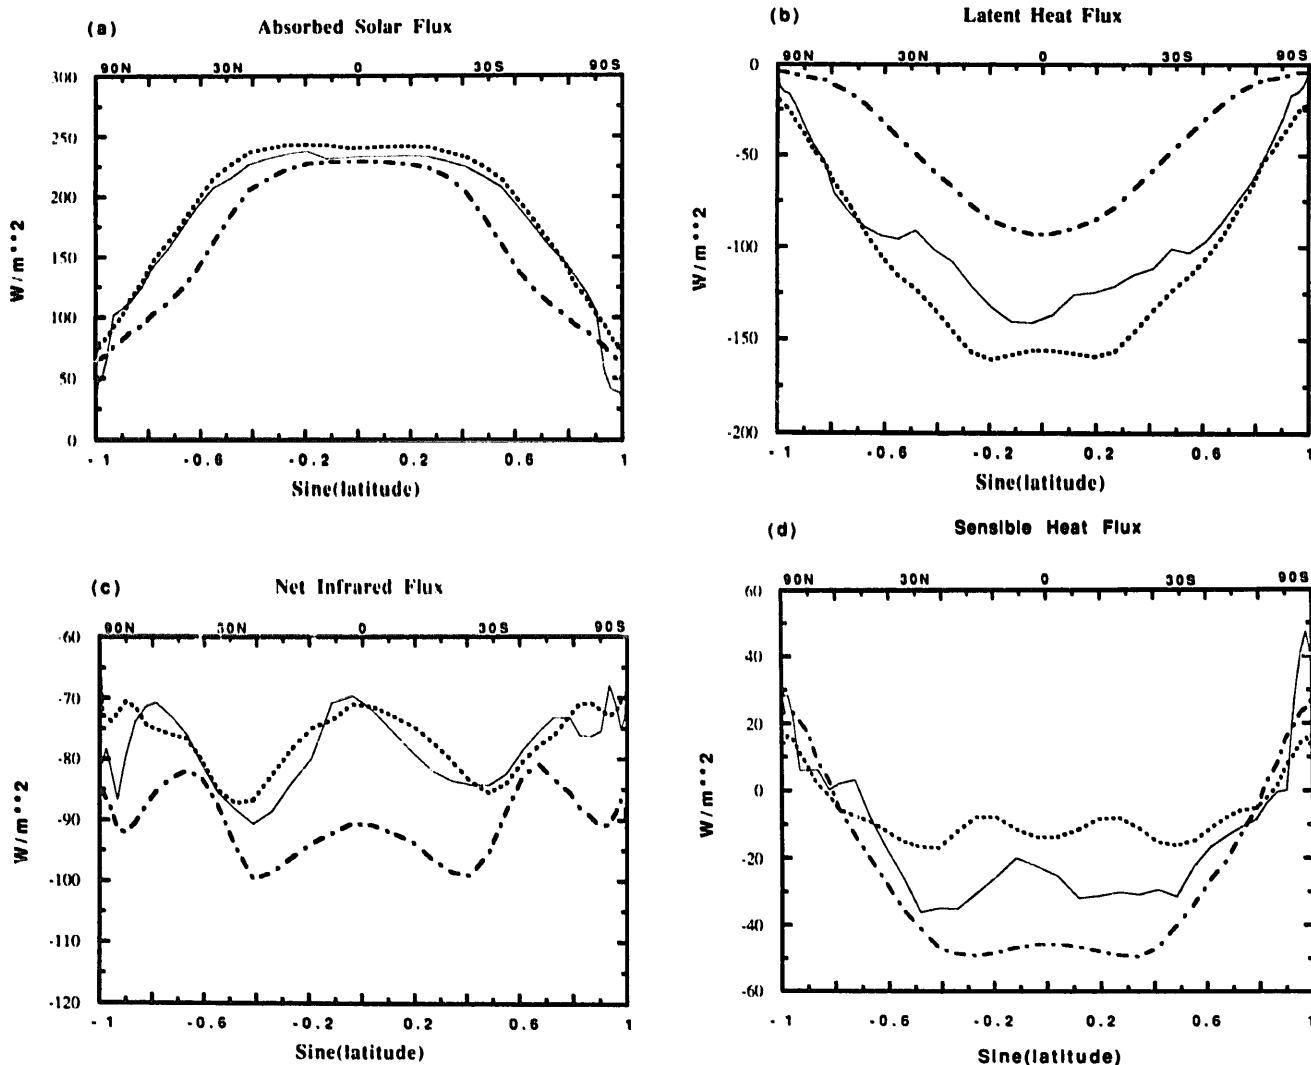 (a) Absorbed Solar Flux
90N 30N 0 30S 90S
300
250
200
150
100
50
0
W/m**2
-1 -0.6 -0.2 0.2 0.6 1
Sine(latitude)
(b) Latent Heat Flux
90N 30N 0 30S 90S
0
-50
-100
-150
-200
W/m**2
-1 -0.6 -0.2 0.2 0.6 1
Sine(latitude)
(c) Net Infrared Flux
90N 30N 0 30S 90S
-60
-70
-80
-90
-100
-110
-120
W/m**2
-1 -0.6 -0.2 0.2 0.6 1
Sine(latitude)
(d) Sensible Heat Flux
90N 30N 0 30S 90S
60
40
20
0
-20
-40
-60
W/m**2
-1 -0.6 -0.2 0.2 0.6 1
Sine(latitude)